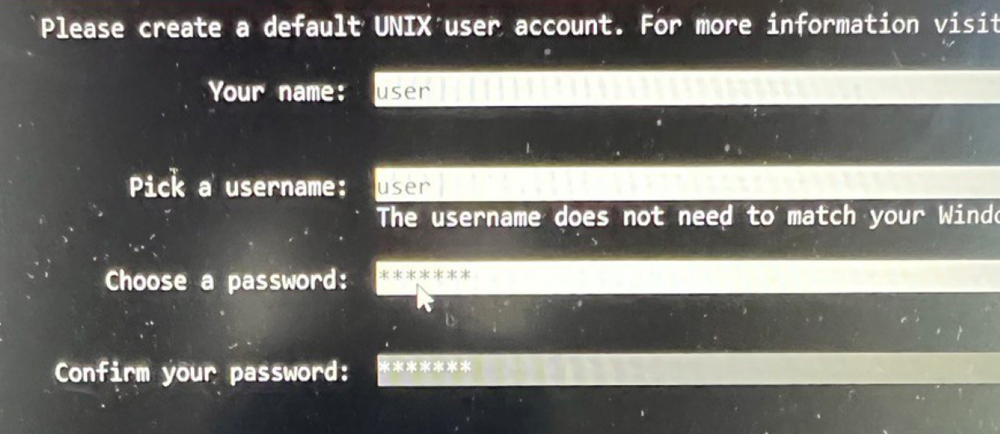 Please create a default UNIX user account. For more information visit
Your name: user
Pick a username: user
The username does not need to match your
Choose a password: *******
Confirm your password: *******